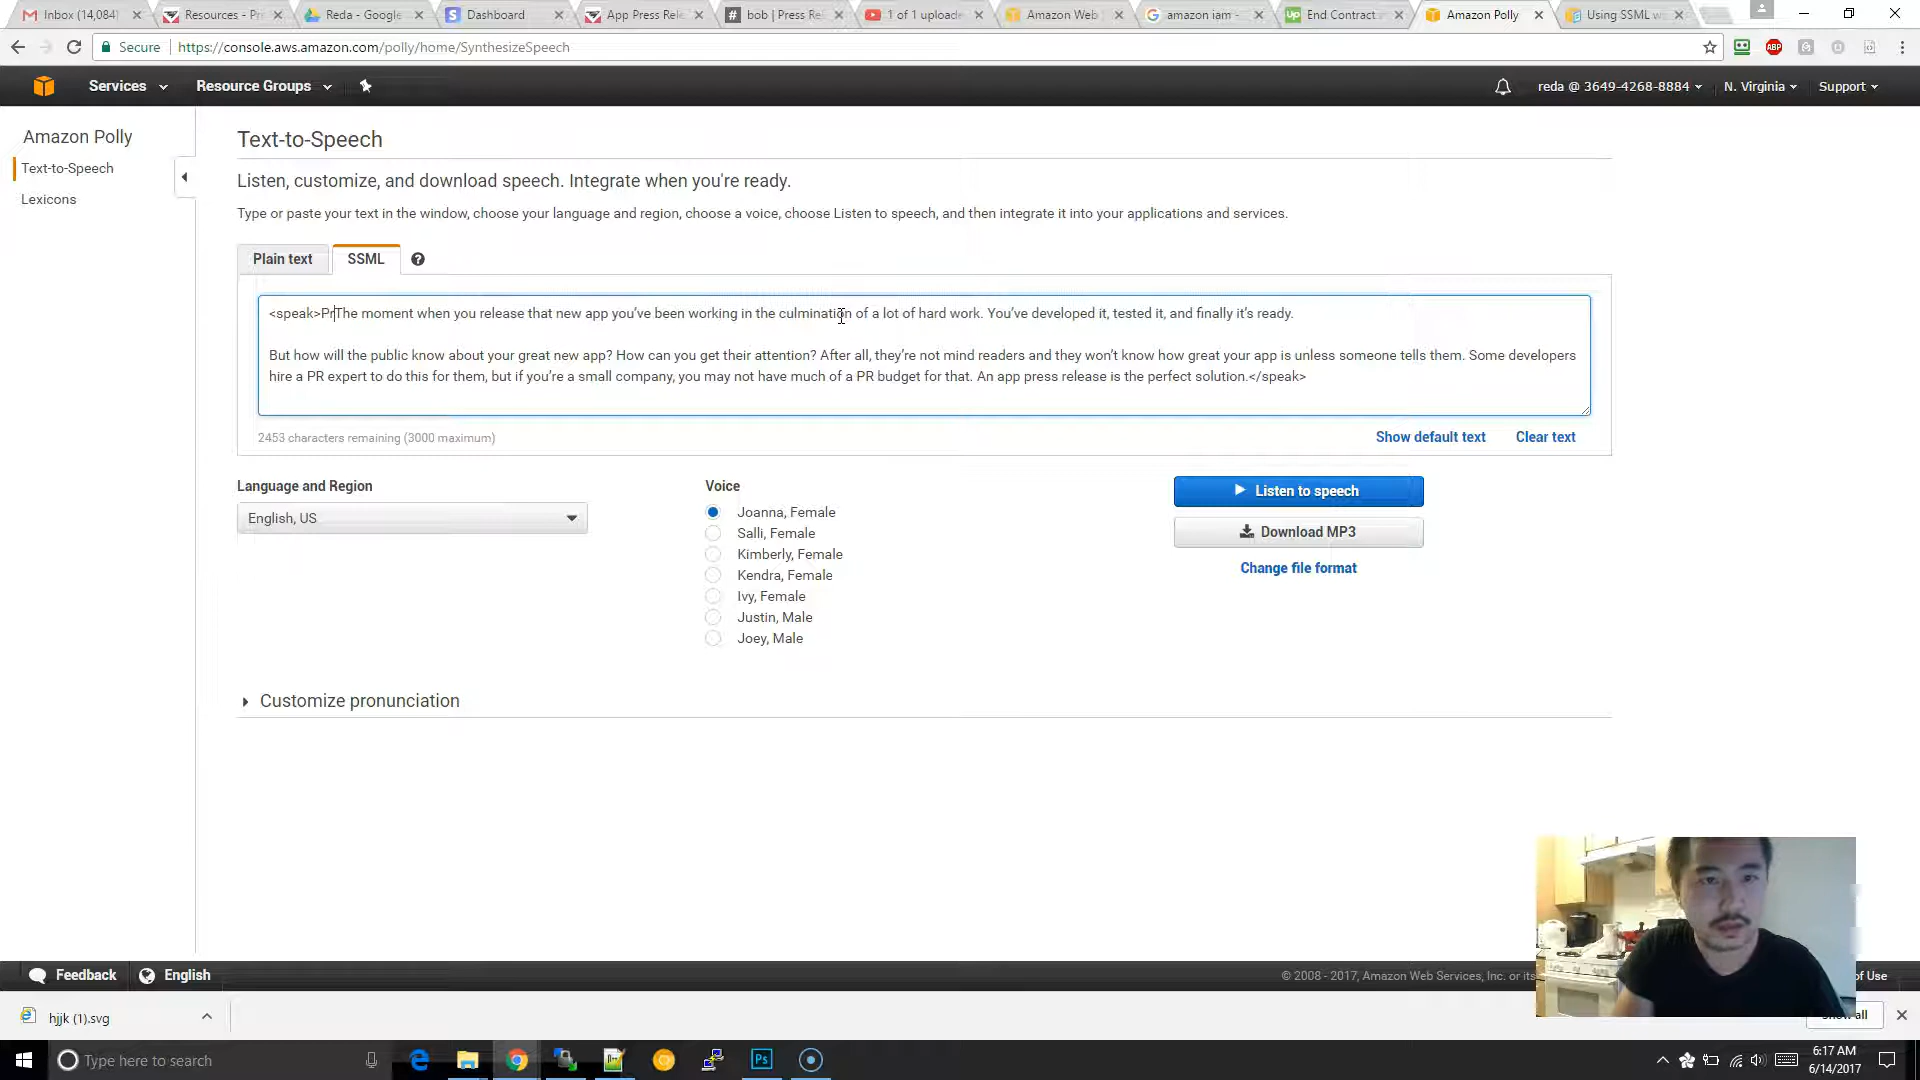 Inbox (14,084)
Resources - Pr
Reda - Google
Dashboard
App Press Rele
bob | Press Re
1 of 1 uploade
Amazon Web
amazon iam -
End Contract
Amazon Polly
Using SSML w
Secure
https://console.aws.amazon.com/polly/home/SynthesizeSpeech
ABP
Services
Resource Groups
reda @ 3649-4268-8884
N. Virginia
Support
Amazon Polly
Text-to-Speech
Lexicons
Text-to-Speech
Listen, customize, and download speech. Integrate when you're ready.
Type or paste your text in the window, choose your language and region, choose a voice, choose Listen to speech, and then integrate it into your applications and services.
Plain text
SSML
<speak>PrThe moment when you release that new app you’ve been working in the culmination of a lot of hard work. You’ve developed it, tested it, and finally it’s ready.
But how will the public know about your great new app? How can you get their attention? After all, they’re not mind readers and they won’t know how great your app is unless someone tells them. Some developers
hire a PR expert to do this for them, but if you’re a small company, you may not have much of a PR budget for that. An app press release is the perfect solution.</speak>
2453 characters remaining (3000 maximum)
Show default text
Clear text
Language and Region
English, US
Voice
Joanna, Female
Salli, Female
Kimberly, Female
Kendra, Female
Ivy, Female
Justin, Male
Joey, Male
Listen to speech
Download MP3
Change file format
Customize pronunciation
Feedback
English
© 2008 - 2017, Amazon Web Services, Inc. or its
of Use
hjjk (1).svg
Show all
Type here to search
Ps
6:17 AM
6/14/2017